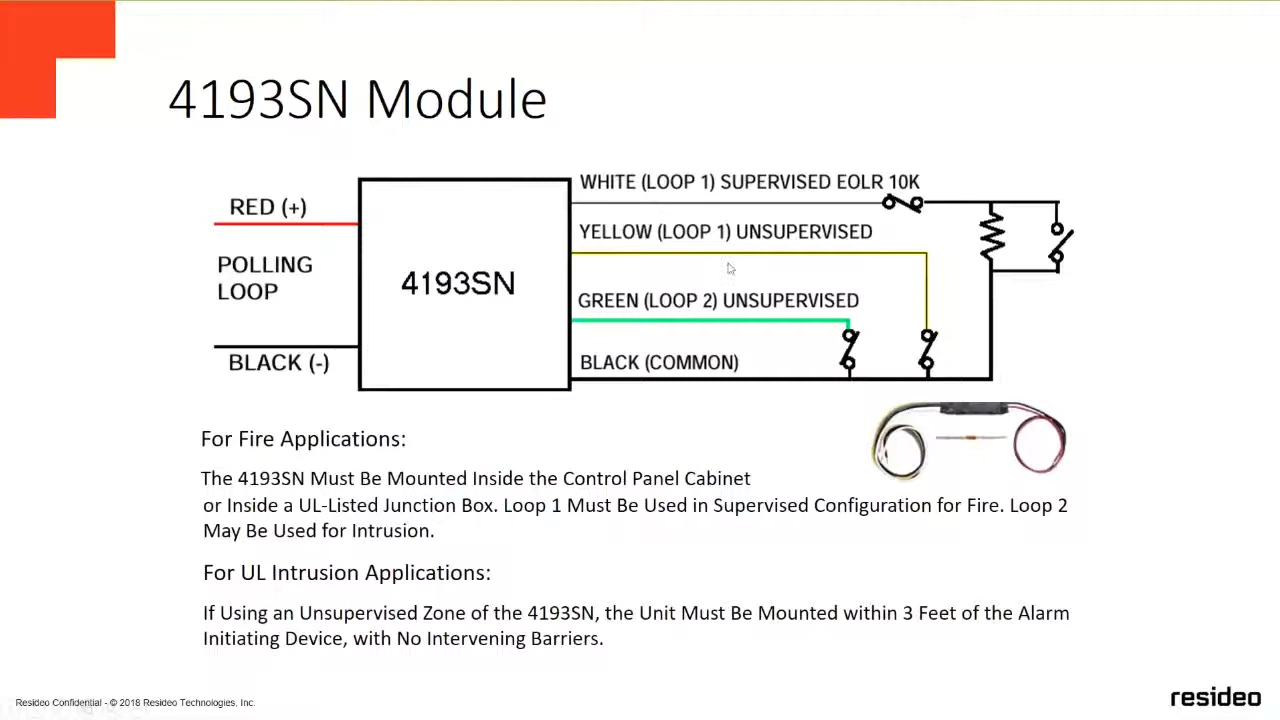 4193SN Module
WHITE (LOOP 1) SUPERVISED EOLR 10K
RED (+)
YELLOW (LOOP 1) UNSUPERVISED
POLLING
LOOP
4193SN
GREEN (LOOP 2) UNSUPERVISED
BLACK (-)
BLACK (COMMON)
For Fire Applications:
The 4193SN Must Be Mounted Inside the Control Panel Cabinet
or Inside a UL-Listed Junction Box. Loop 1 Must Be Used in Supervised Configuration for Fire. Loop 2
May Be Used for Intrusion.
For UL Intrusion Applications:
If Using an Unsupervised Zone of the 4193SN, the Unit Must Be Mounted within 3 Feet of the Alarm
Initiating Device, with No Intervening Barriers.
Resideo Confidential - © 2018 Resideo Technologies, Inc.
resideo